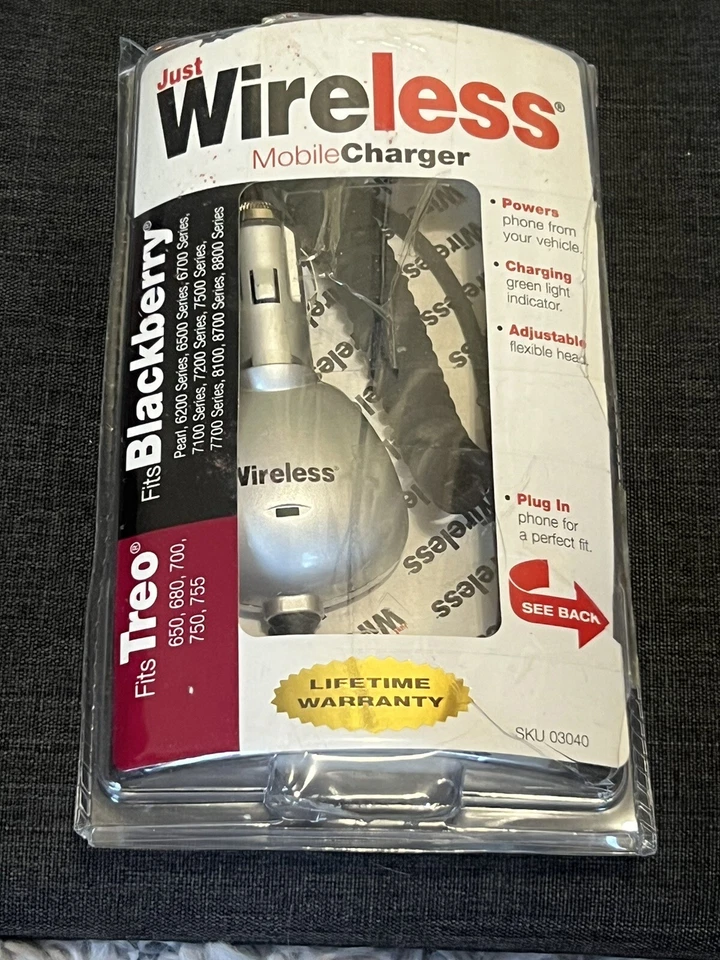 Just
Wireless®
MobileCharger
• Powers
phone from
your vehicle.
• Charging
green light
indicator.
• Adjustable
flexible head.
• Plug In
phone for
a perfect fit.
SEE BACK
Fits Blackberry®
Pearl, 6200 Series, 6500 Series, 6700 Series,
7100 Series, 7200 Series, 7500 Series,
7700 Series, 8100, 8700 Series, 8800 Series
Fits Treo®
650, 680, 700,
750, 755
Wireless®
LIFETIME
WARRANTY
SKU 03040